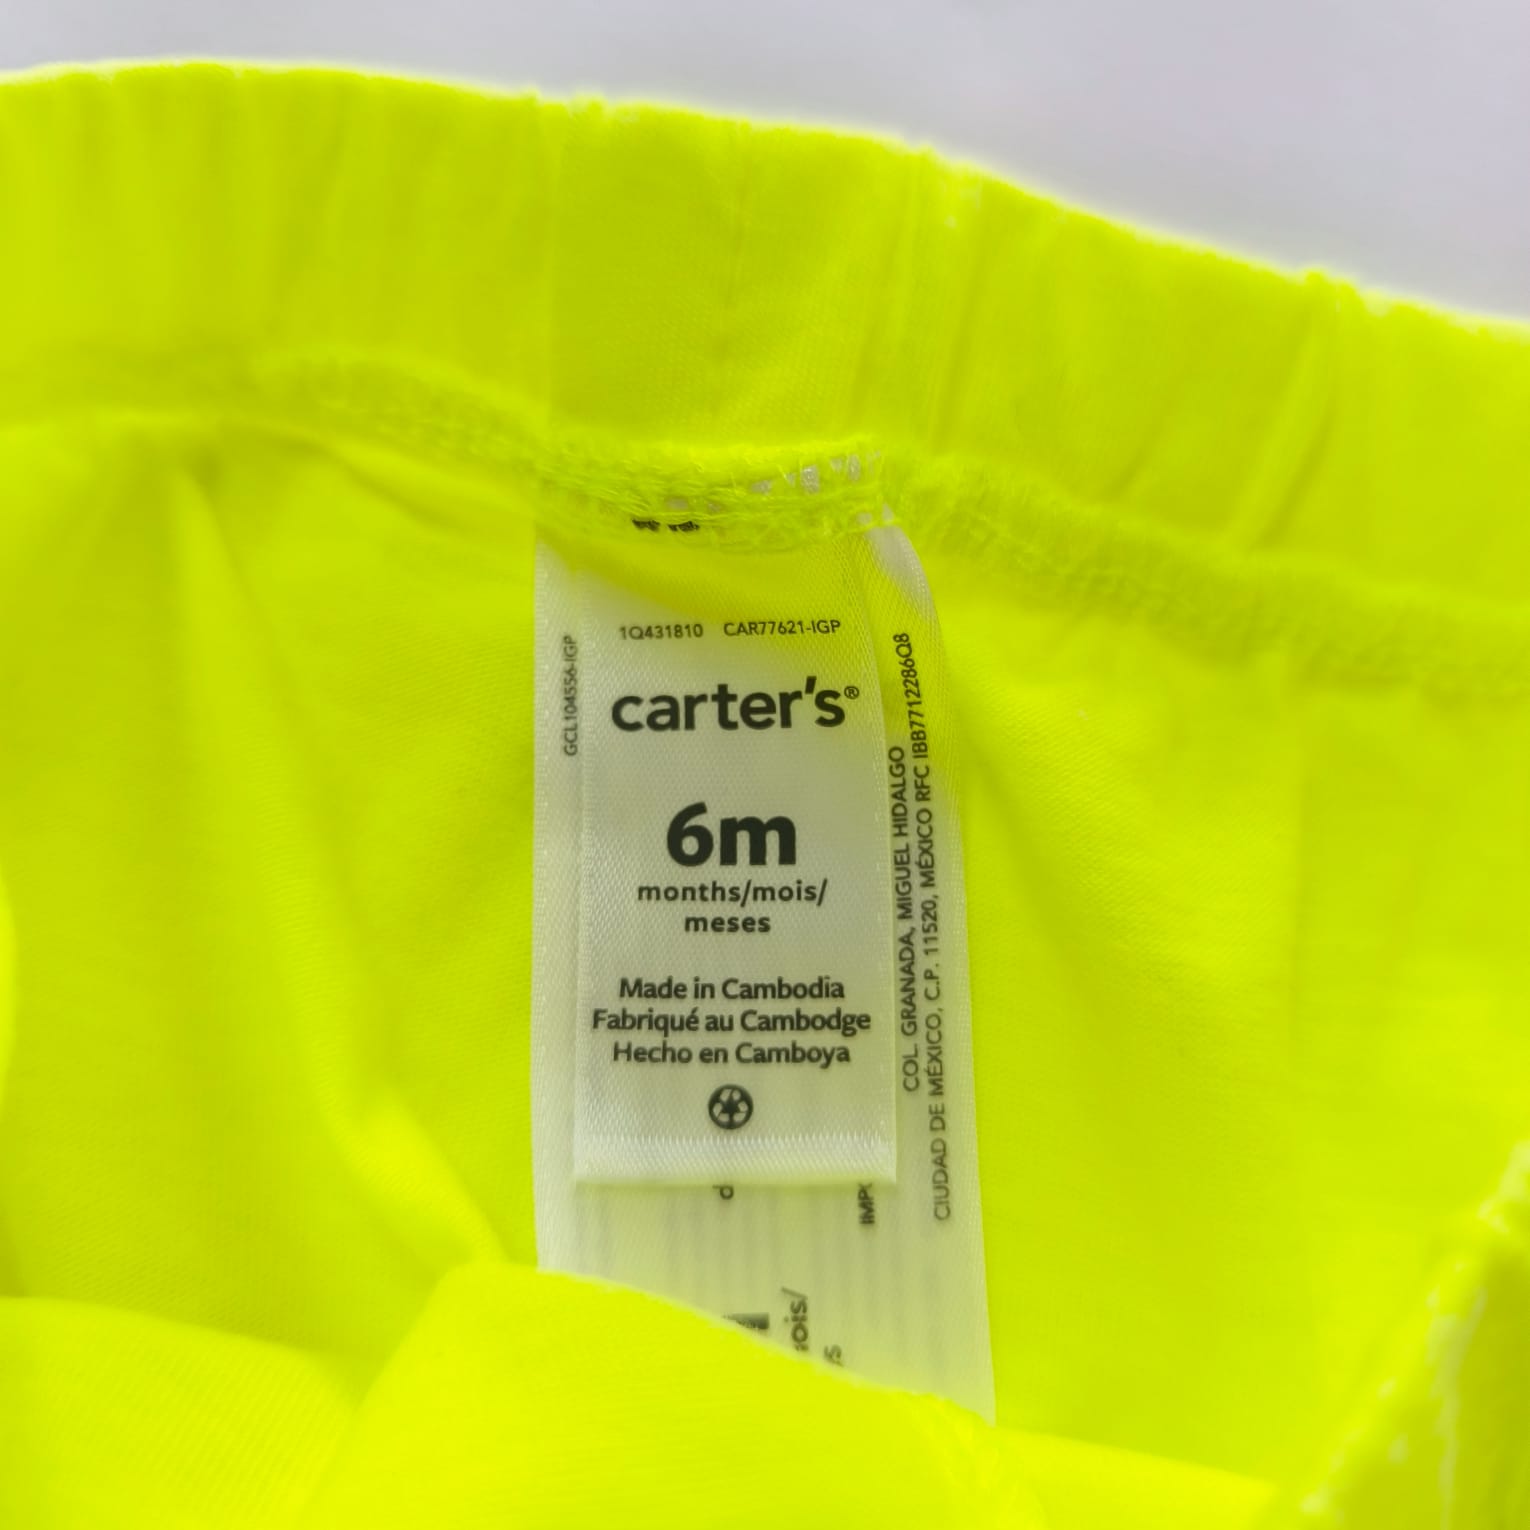 1Q431810 CAR77621-IGP
carter's®
6m
months/mois/
meses
Made in Cambodia
Fabriqué au Cambodge
Hecho en Camboya
GCL104556-IGP
COL. GRANADA, MIGUEL HIDALGO
CIUDAD DE MÉXICO, C.P. 11520, MÉXICO RFC IBB7712286Q8